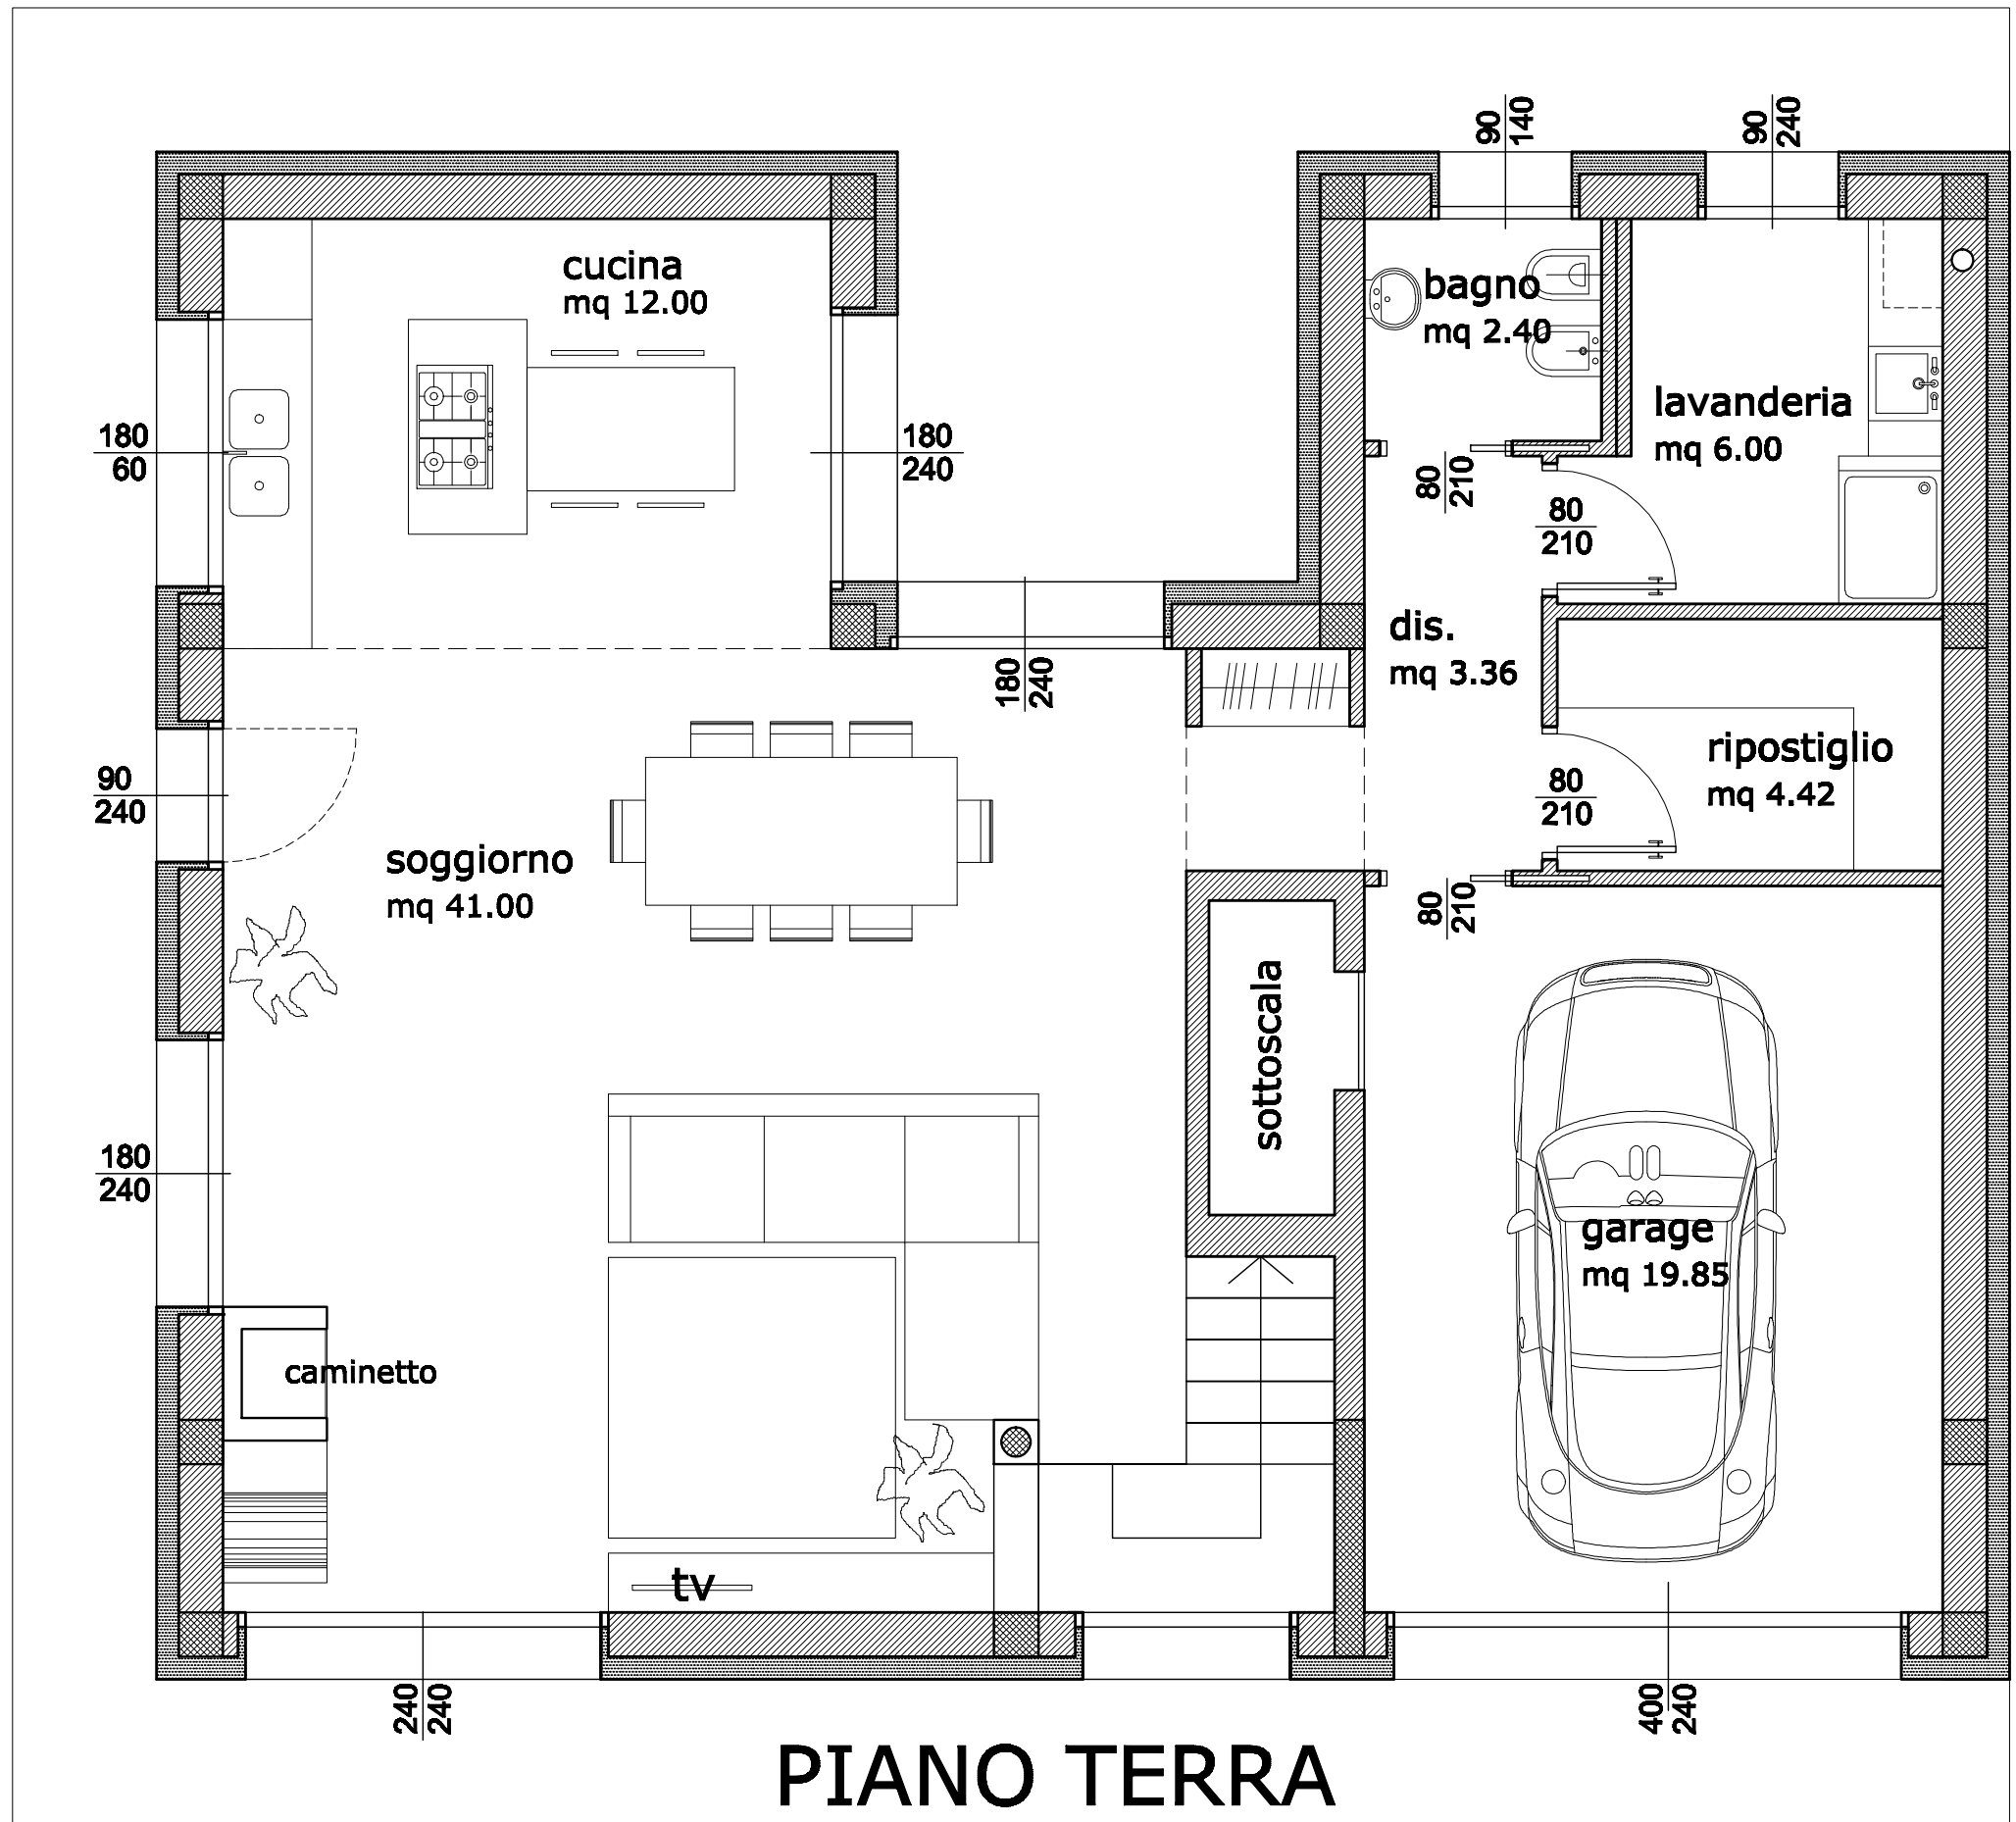 90
140
90
240
cucina
mq 12.00
bagno
mq 2.40
lavanderia
mq 6.00
180
60
180
240
80
210
80
210
dis.
mq 3.36
180
240
ripostiglio
mq 4.42
90
240
80
210
soggiorno
mq 41.00
80
210
sottoscala
180
240
garage
mq 19.85
caminetto
tv
240
240
400
240
PIANO TERRA